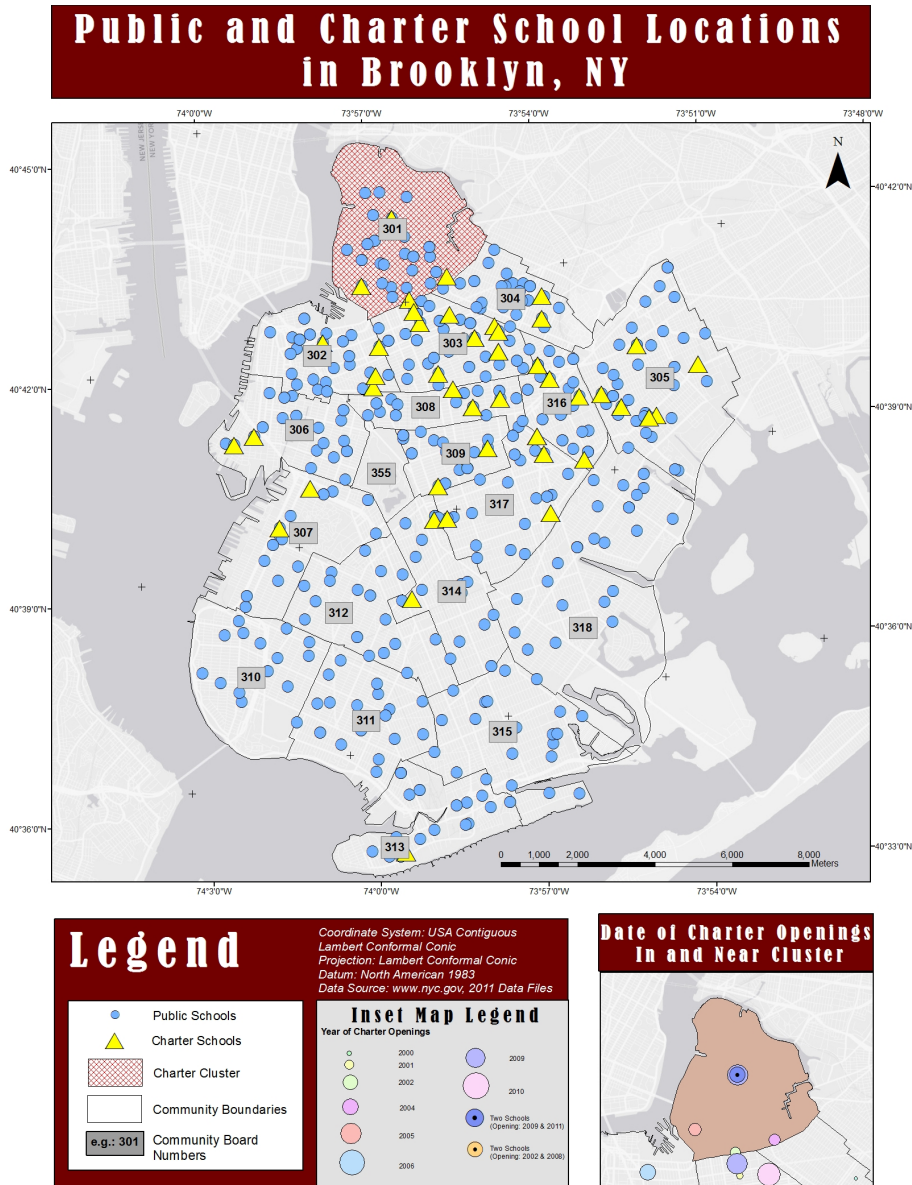 Public and Charter School Locations
in Brooklyn, NY
74°0'0"W
73°57'0"W
73°54'0"W
73°51'0"W
73°48'0"W
40°45'0"N
40°42'0"N
40°39'0"N
40°36'0"N
40°42'0"N
40°39'0"N
40°36'0"N
40°33'0"N
NEW JERSEY
NEW YORK
N
301
304
303
302
305
316
308
306
309
355
317
307
314
312
318
310
311
315
313
0 1,000 2,000 4,000 6,000 8,000
Meters
74°3'0"W
74°0'0"W
73°57'0"W
73°54'0"W
Legend
Coordinate System: USA Contiguous
Lambert Conformal Conic
Projection: Lambert Conformal Conic
Datum: North American 1983
Data Source: www.nyc.gov, 2011 Data Files
Public Schools
Charter Schools
Charter Cluster
Community Boundaries
e.g.: 301
Community Board
Numbers
Inset Map Legend
Year of Charter Openings
2000
2001
2002
2004
2005
2006
2009
2010
Two Schools
(Opening: 2009 & 2011)
Two Schools
(Opening: 2002 & 2008)
Date of Charter Openings
In and Near Cluster